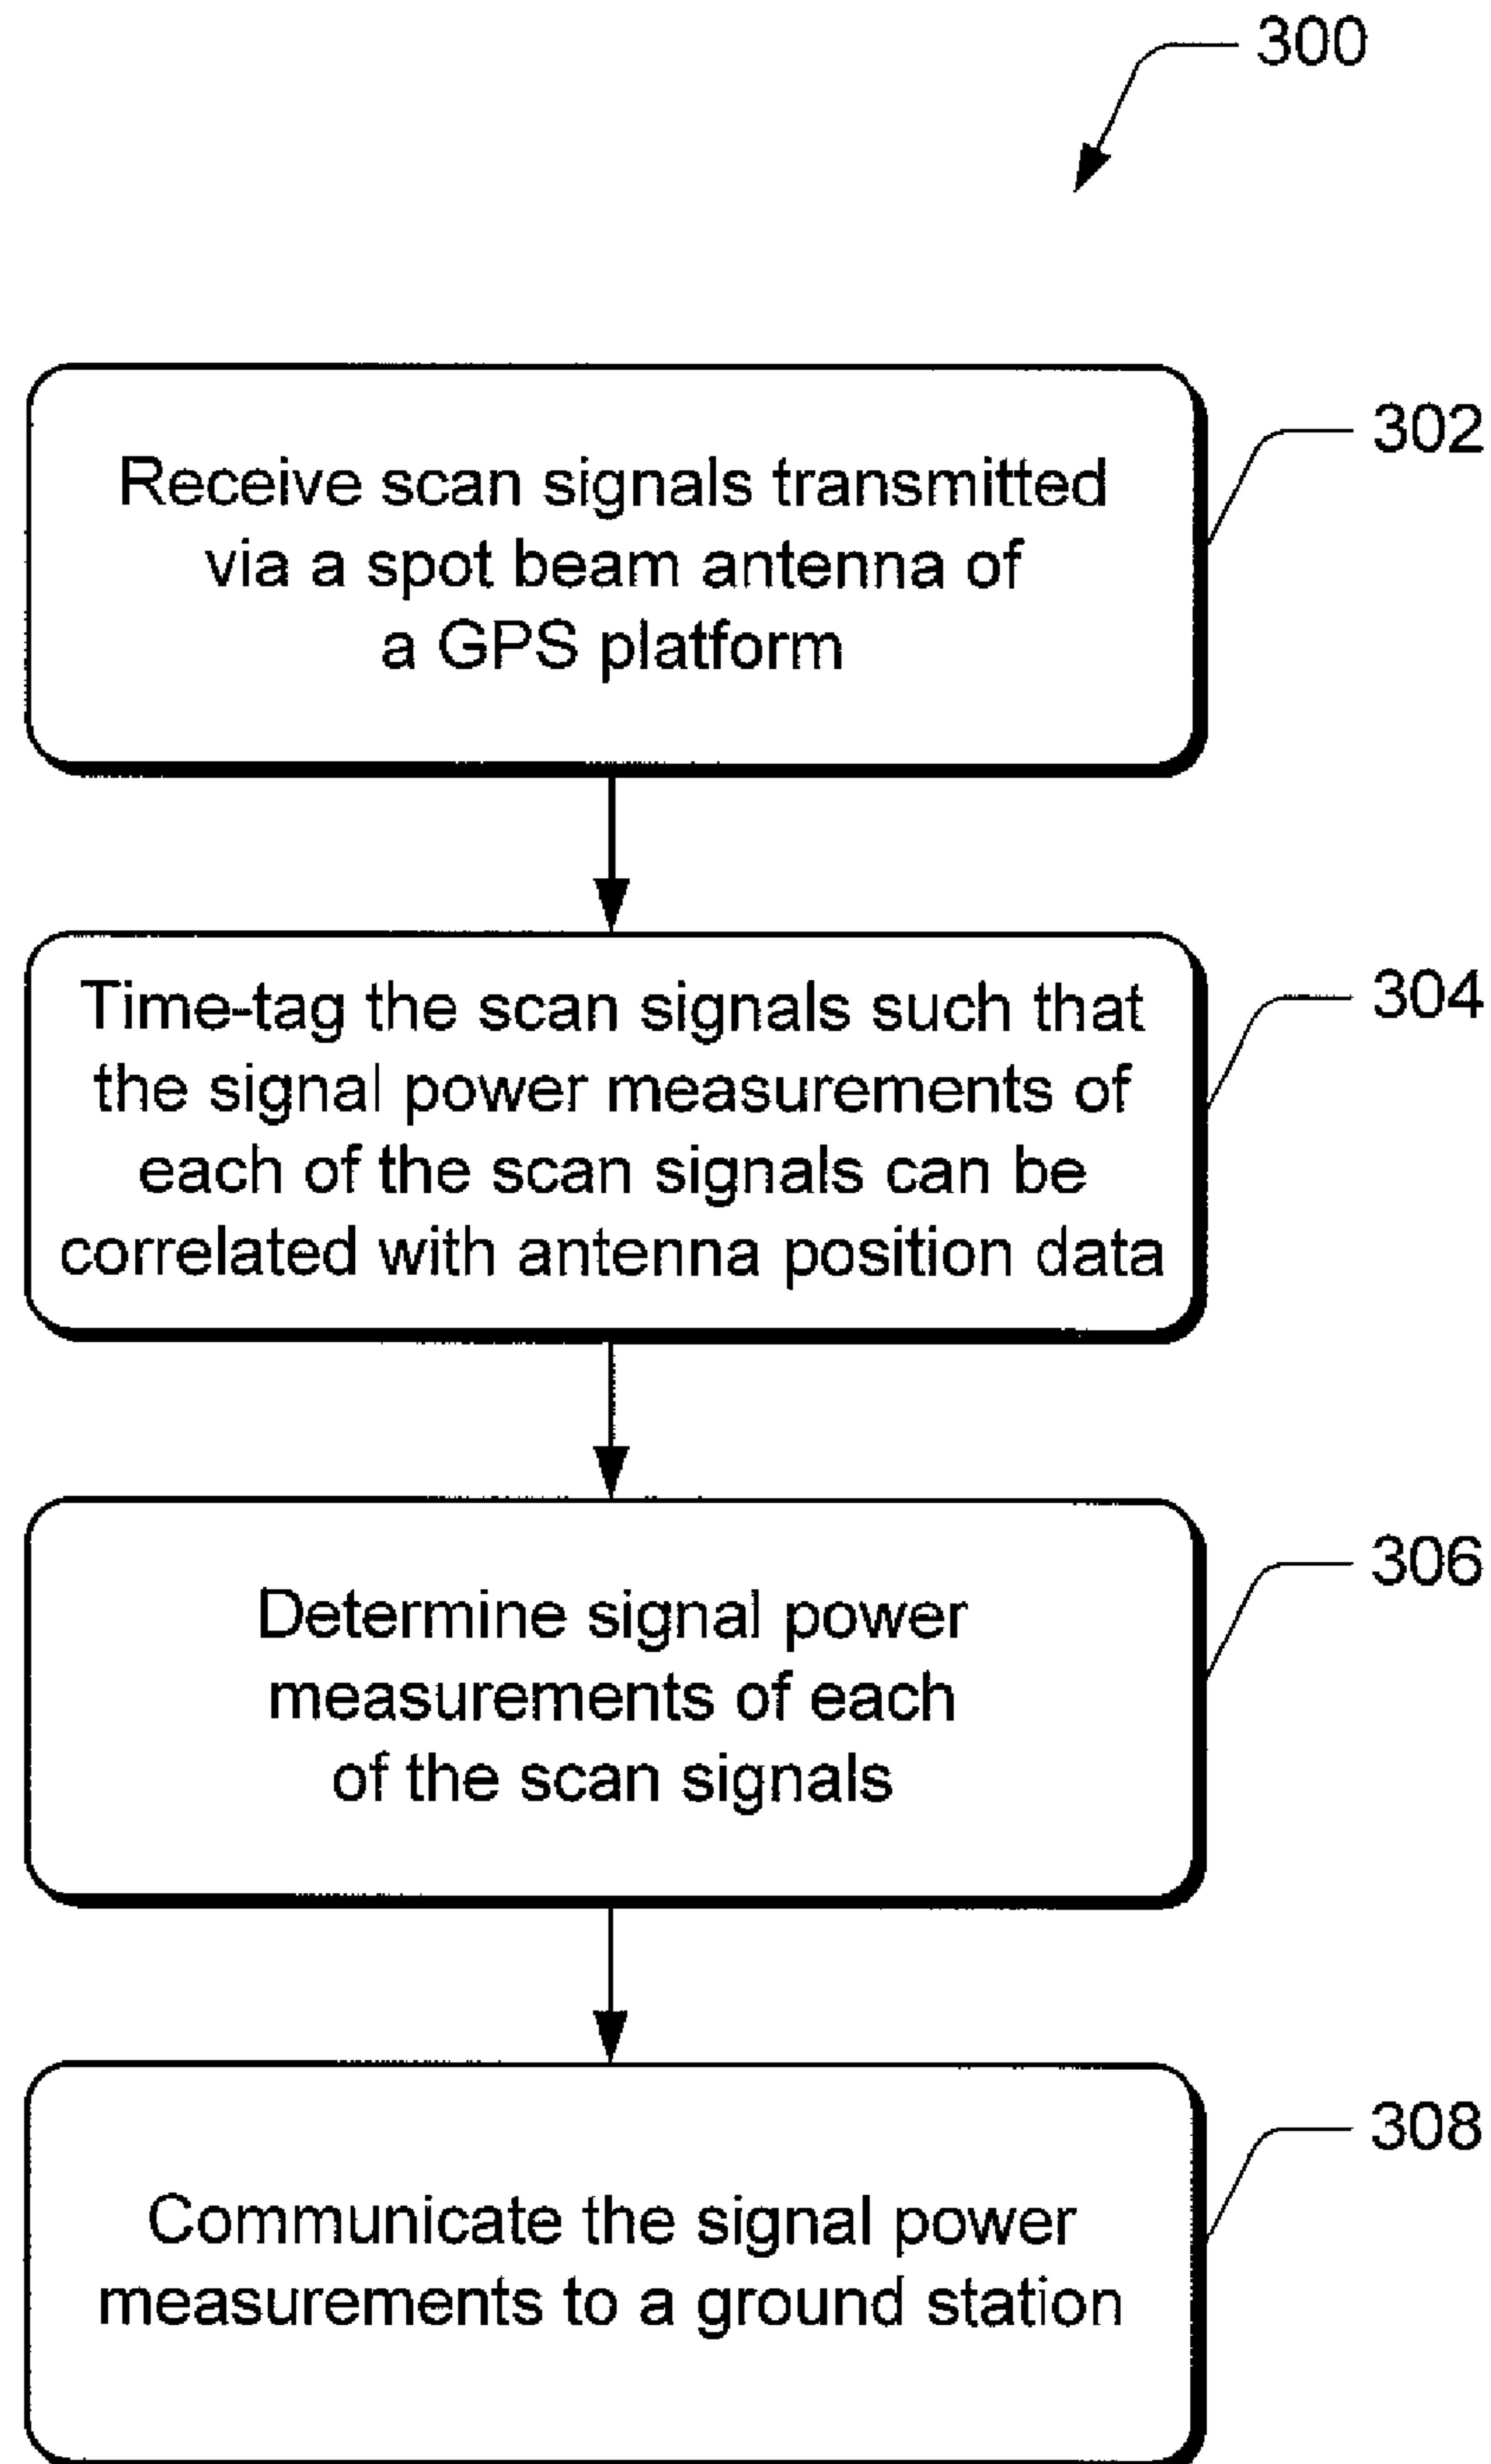 300
302
Receive scan signals transmitted
via a spot beam antenna of
a GPS platform
304
Time-tag the scan signals such that
the signal power measurements of
each of the scan signals can be
correlated with antenna position data
306
Determine signal power
measurements of each
of the scan signals
308
Communicate the signal power
measurements to a ground station